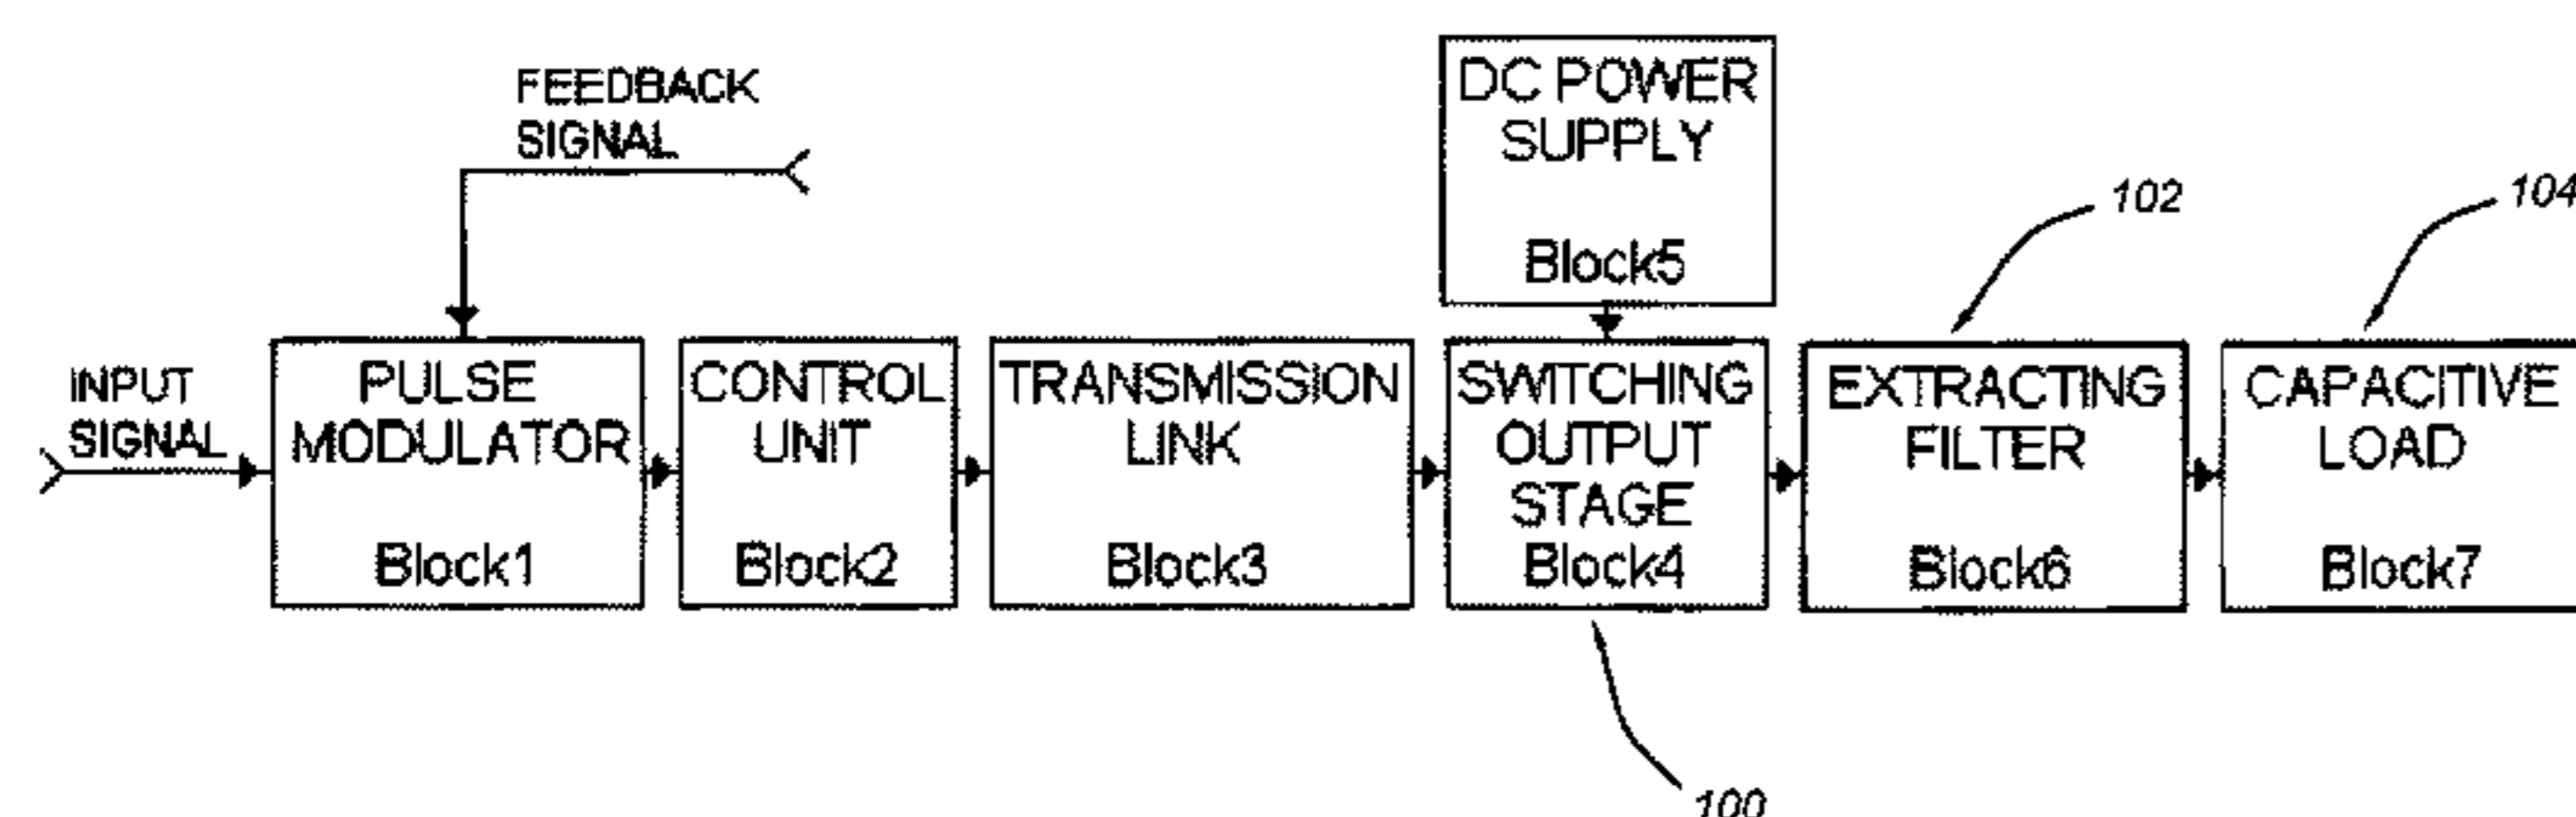 FEEDBACK
SIGNAL
DC POWER
SUPPLY
Block5
102
104
INPUT
SIGNAL
PULSE
MODULATOR
Block1
CONTROL
UNIT
Block2
TRANSMISSION
LINK
Block3
SWITCHING
OUTPUT
STAGE
Block4
EXTRACTING
FILTER
Block6
CAPACITIVE
LOAD
Block7
100